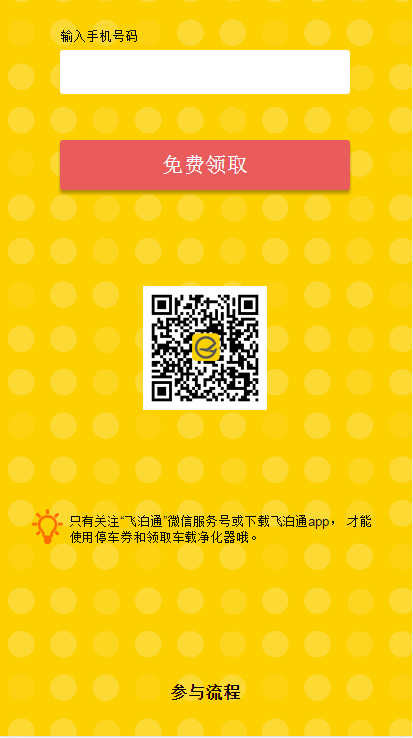 输入手机号码
免费领取
只有关注“飞泊通”微信服务号或下载飞泊通app， 才能
使用停车券和领取车载净化器哦。
参与流程